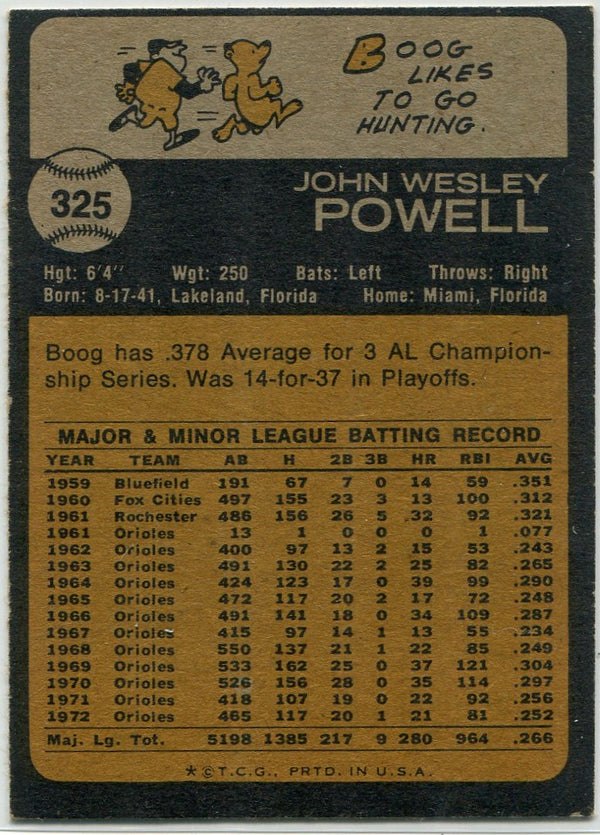 BOOG
LIKES
TO GO
HUNTING.
325
JOHN WESLEY
POWELL
Hgt: 6'4" Wgt: 250 Bats: Left Throws: Right
Born: 8-17-41, Lakeland, Florida Home: Miami, Florida
Boog has .378 Average for 3 AL Champion-
ship Series. Was 14-for-37 in Playoffs.
MAJOR & MINOR LEAGUE BATTING RECORD
YEAR TEAM AB H 2B 3B HR RBI AVG
1959 Bluefield 191 67 7 0 14 59 .351
1960 Fox Cities 497 155 23 3 13 100 .312
1961 Rochester 486 156 26 5 32 92 .321
1961 Orioles 13 1 0 0 0 1 .077
1962 Orioles 400 97 13 2 15 53 .243
1963 Orioles 491 130 22 2 25 82 .265
1964 Orioles 424 123 17 0 39 99 .290
1965 Orioles 472 117 20 2 17 72 .248
1966 Orioles 491 141 18 0 34 109 .287
1967 Orioles 415 97 14 1 13 55 .234
1968 Orioles 550 137 21 1 22 85 .249
1969 Orioles 533 162 25 0 37 121 .304
1970 Orioles 526 156 28 0 35 114 .297
1971 Orioles 418 107 19 0 22 92 .256
1972 Orioles 465 117 20 1 21 81 .252
Maj. Lg. Tot. 5198 1385 217 9 280 964 .266
*©T.C.G., PRTD. IN U.S.A.